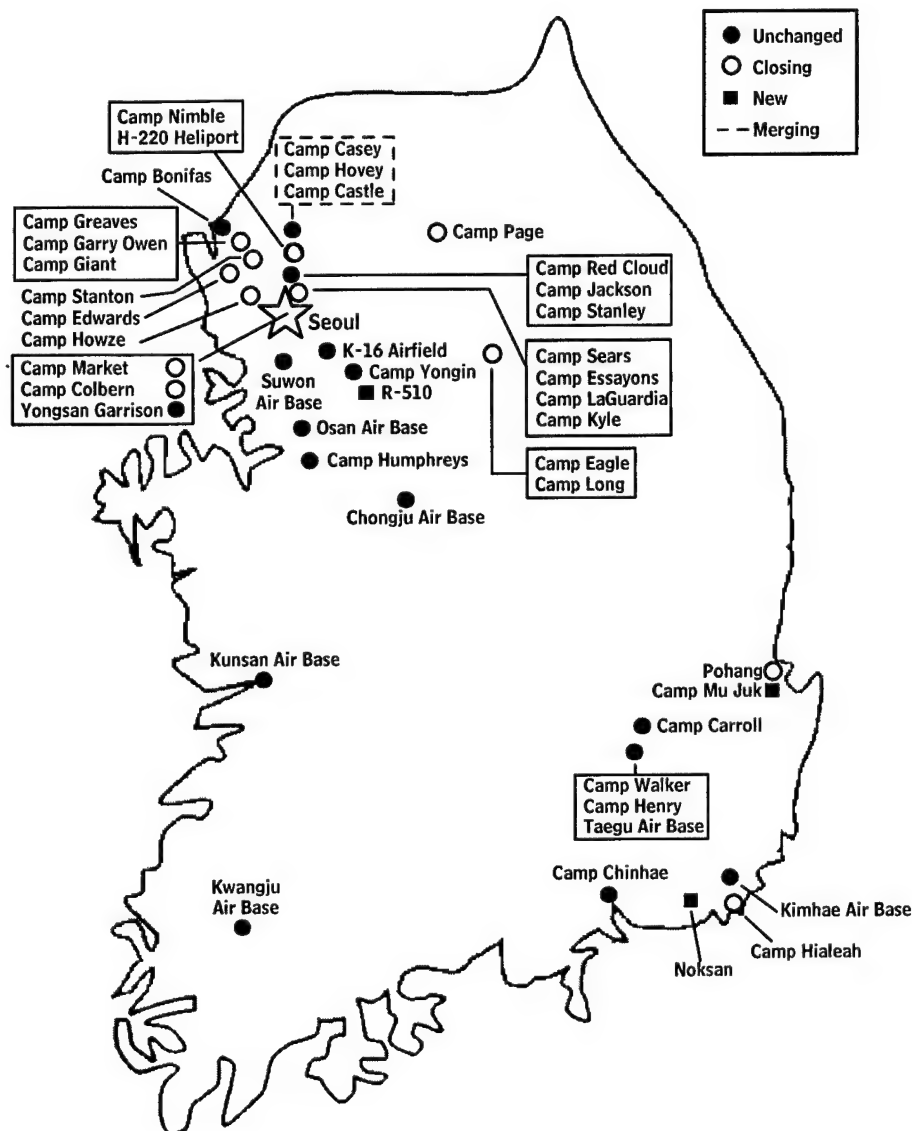 Unchanged
Closing
New
Merging
Camp Nimble
H-220 Heliport
Camp Casey
Camp Hovey
Camp Castle
Camp Bonifas
Camp Greaves
Camp Garry Owen
Camp Giant
Camp Page
Camp Stanton
Camp Edwards
Camp Howze
Camp Red Cloud
Camp Jackson
Camp Stanley
Seoul
Camp Market
Camp Colbern
Yongsan Garrison
K-16 Airfield
Camp Yongin
R-510
Suwon
Air Base
Camp Sears
Camp Essayons
Camp LaGuardia
Camp Kyle
Osan Air Base
Camp Humphreys
Camp Eagle
Camp Long
Chongju Air Base
Kunsan Air Base
Pohang
Camp Mu Juk
Camp Carroll
Camp Walker
Camp Henry
Taegu Air Base
Camp Chinhae
Kwangju
Air Base
Kimhae Air Base
Camp Hialeah
Noksan